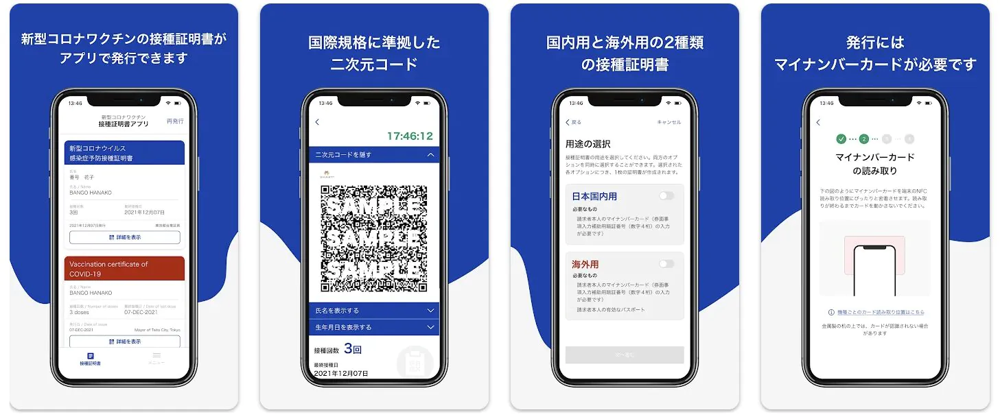 新型コロナワクチンの接種証明書が
アプリで発行できます
13:46
新型コロナワクチン
接種証明書アプリ
再発行
新型コロナウイルス
感染症予防接種証明書
氏名
番号 花子
氏名 / Name
BANGO HANAKO
接種回数
3回
最終接種日
2021年12月07日
2021年12月07日発行
東京都台東区長
詳細を表示
Vaccination certificate of
COVID-19
氏名 / Name
BANGO HANAKO
接種回数 / Number of doses
3 doses
最終接種日 / Date of last dose
07-DEC-2021
発行日 / Date of issue
07-DEC-2021
Mayor of Taito City, Tokyo
詳細を表示
接種証明書
メニュー
国際規格に準拠した
二次元コード
13:46
17:46:12
二次元コードを隠す
SAMPLE
SAMPLE
SAMPLE
氏名を表示する
生年月日を表示する
接種回数 3回
最終接種日
2021年12月07日
国内用と海外用の2種類
の接種証明書
13:46
戻る
キャンセル
用途の選択
接種証明書の用途を選択してください。両方のオプ
ションを同時に選択することができます。選択された
各オプションにつき、1枚の証明書が作成されます。
日本国内用
必要なもの
請求者本人のマイナンバーカード（券面事
項入力補助用暗証番号（数字４桁）の入力
が必要です）
海外用
必要なもの
請求者本人のマイナンバーカード（券面事
項入力補助用暗証番号（数字４桁）の入力
が必要です）
請求者本人の有効なパスポート
次へ進む
発行には
マイナンバーカードが必要です
13:46
2
3
4
マイナンバーカード
の読み取り
下の図のようにマイナンバーカードを端末のNFC
読み取り位置にぴったりと密着させます。読み取
りが終わるまでカードを動かさないでください。
機種ごとのカード読み取り位置はこちら
金属製の机の上では、カードが認識されない場合
があります